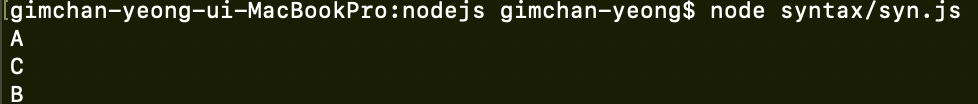 [gimchan-yeong-ui-MacBookPro:nodejs gimchan-yeong$ node syntax/syn.js
A
C
B